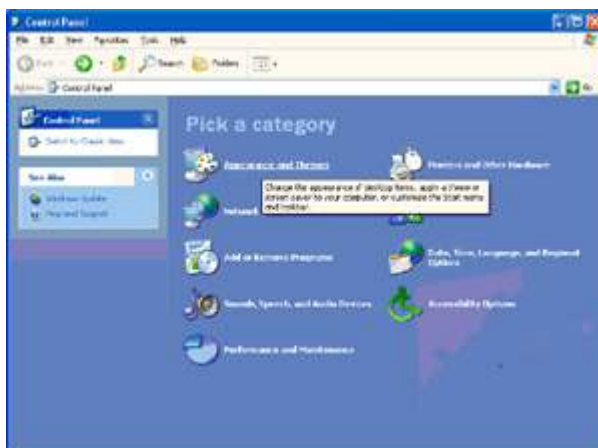 Control Panel
File Edit View Favorites Tools Help
Back Search Folders
Address Control Panel Go
Control Panel
Switch to Classic View
See Also
Windows Update
Help and Support
Pick a category
Appearance and Themes
Printers and Other Hardware
Change the appearance of desktop items, apply a theme or
screen saver to your computer, or customize the Start menu
and taskbar.
Network
Add or Remove Programs
Date, Time, Language, and Regional
Options
Sounds, Speech, and Audio Devices
Accessibility Options
Performance and Maintenance